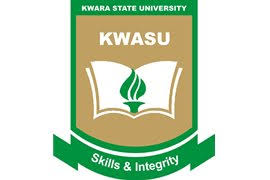 KWARA STATE UNIVERSITY
KWASU
Skills & Integrity